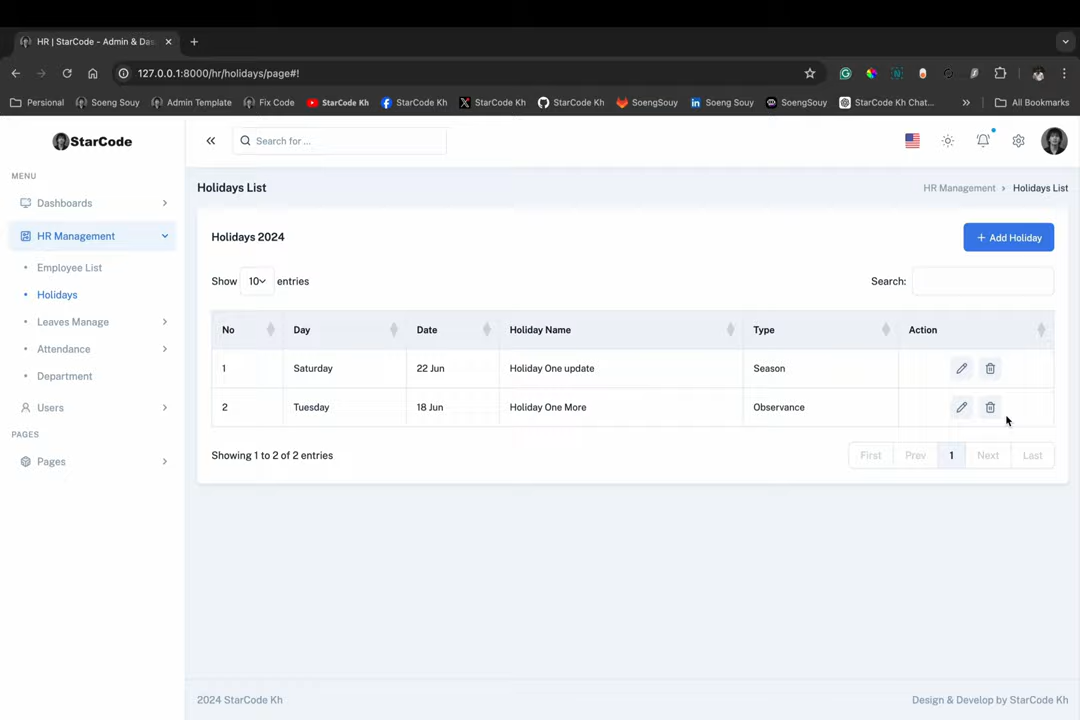 HR | StarCode - Admin & Das
127.0.0.1:8000/hr/holidays/page#!
Personal Soeng Souy Admin Template Fix Code StarCode Kh StarCode Kh StarCode Kh StarCode Kh SoengSouy Soeng Souy SoengSouy StarCode Kh Chat... » All Bookmarks
StarCode
Search for ...
MENU
Dashboards
HR Management
Employee List
Holidays
Leaves Manage
Attendance
Department
Users
PAGES
Pages
Holidays List
HR Management › Holidays List
Holidays 2024
+ Add Holiday
Show 10 entries
Search:
No Day Date Holiday Name Type Action
1 Saturday 22 Jun Holiday One update Season
2 Tuesday 18 Jun Holiday One More Observance
Showing 1 to 2 of 2 entries
First Prev 1 Next Last
2024 StarCode Kh
Design & Develop by StarCode Kh